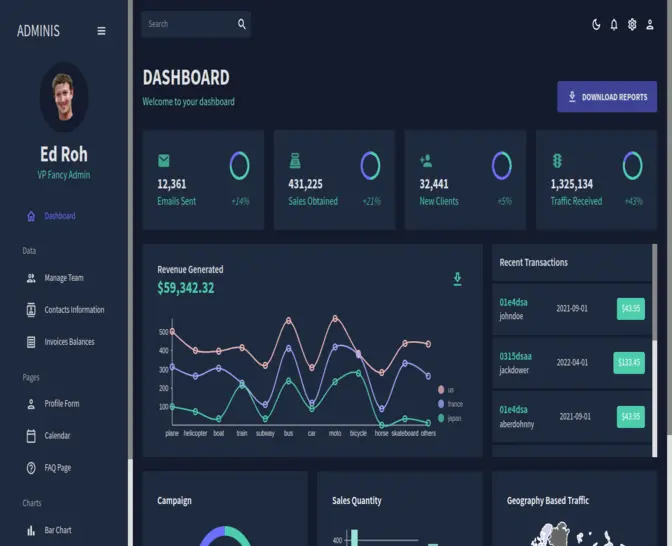 ADMINIS
Ed Roh
VP Fancy Admin
Dashboard
Data
Manage Team
Contacts Information
Invoices Balances
Pages
Profile Form
Calendar
FAQ Page
Charts
Bar Chart
Search
DASHBOARD
Welcome to your dashboard
DOWNLOAD REPORTS
12,361
Emails Sent
+14%
431,225
Sales Obtained
+21%
32,441
New Clients
+5%
1,325,134
Traffic Received
+43%
Revenue Generated
$59,342.32
500
400
300
200
100
plane helicopter boat train subway bus car moto bicycle horse skateboard others
us
france
japan
Recent Transactions
01e4dsa
johndoe
2021-09-01
$43.95
0315dsaa
jackdower
2022-04-01
$133.45
01e4dsa
aberdohnny
2021-09-01
$43.95
Campaign
Sales Quantity
400
Geography Based Traffic